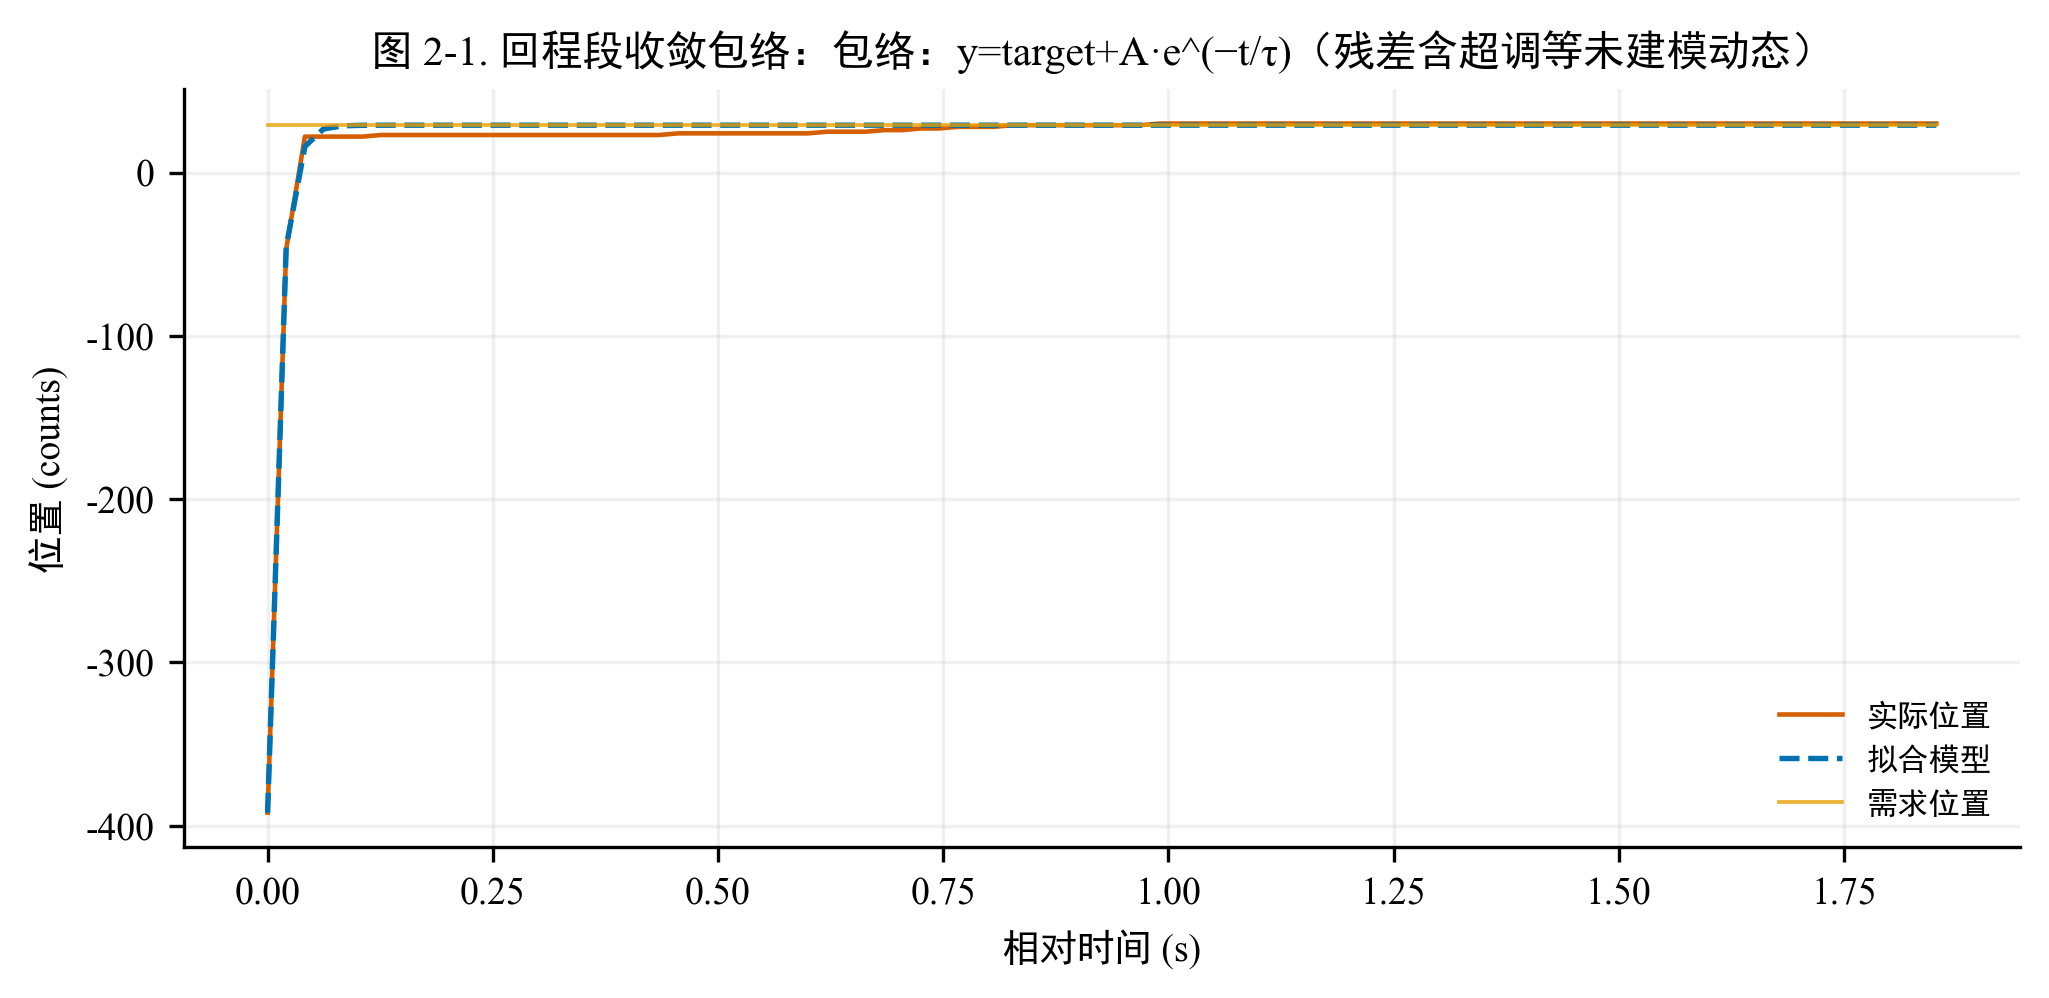 图 2-1. 回程段收敛包络：包络：y=target+A·e^(−t/τ)（残差含超调等未建模动态）
位置 (counts)
0
-100
-200
-300
-400
实际位置
拟合模型
需求位置
0.00 0.25 0.50 0.75 1.00 1.25 1.50 1.75
相对时间 (s)